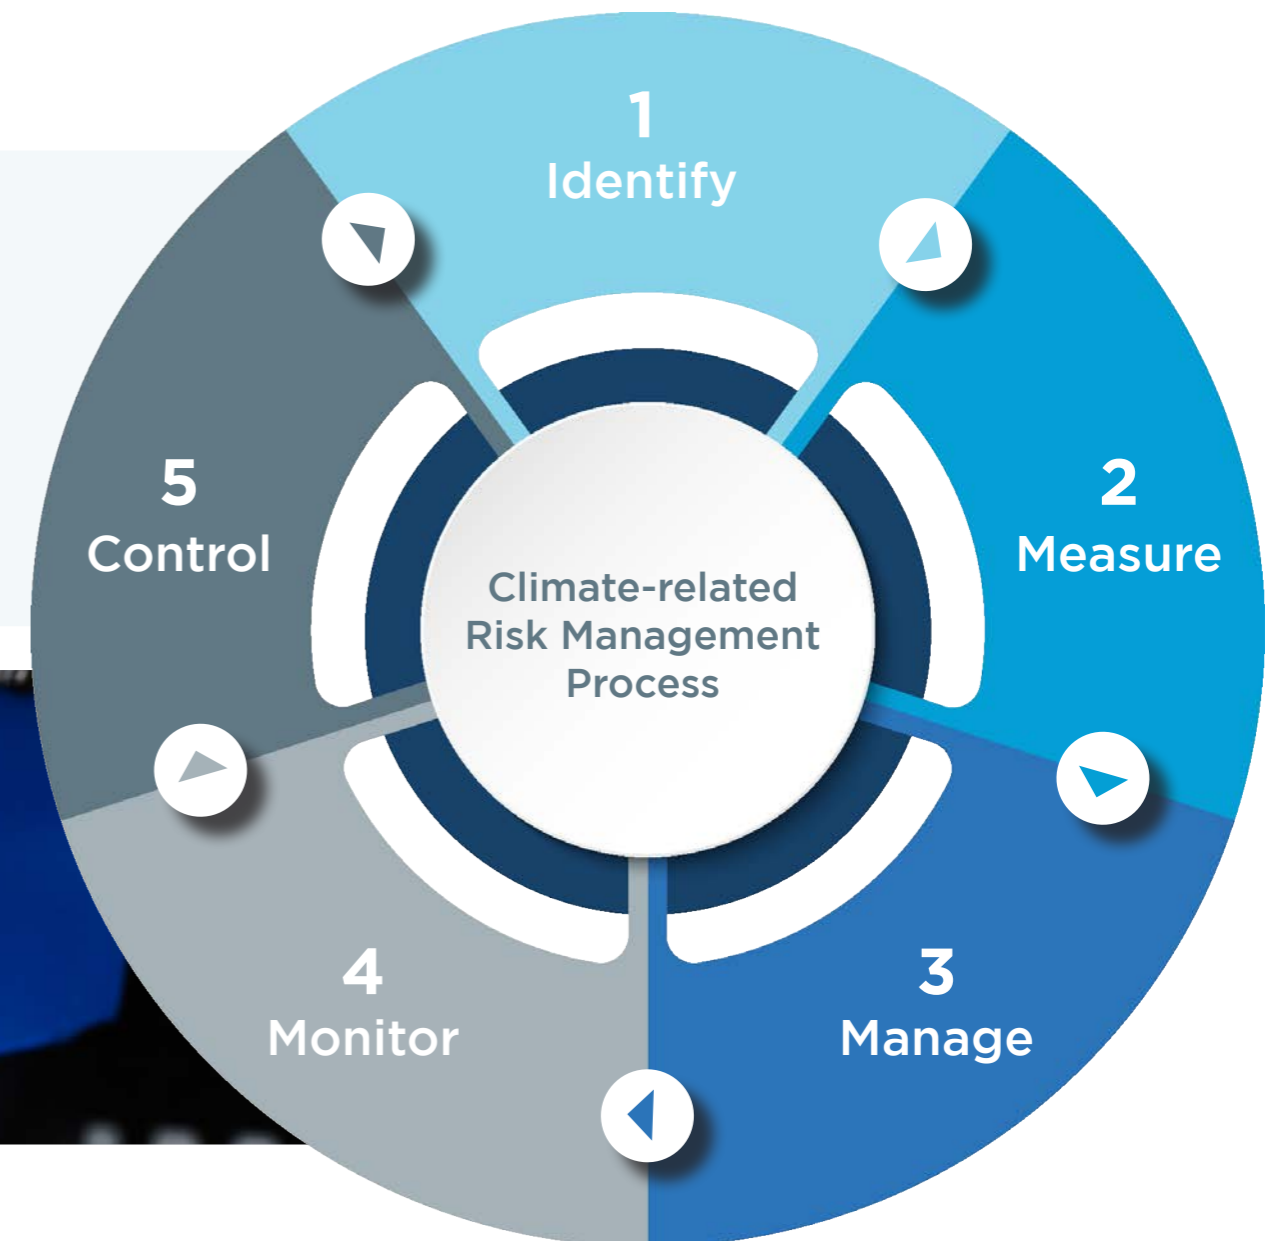 1
Identify
2
Measure
3
Manage
4
Monitor
5
Control
Climate-related
Risk Management
Process